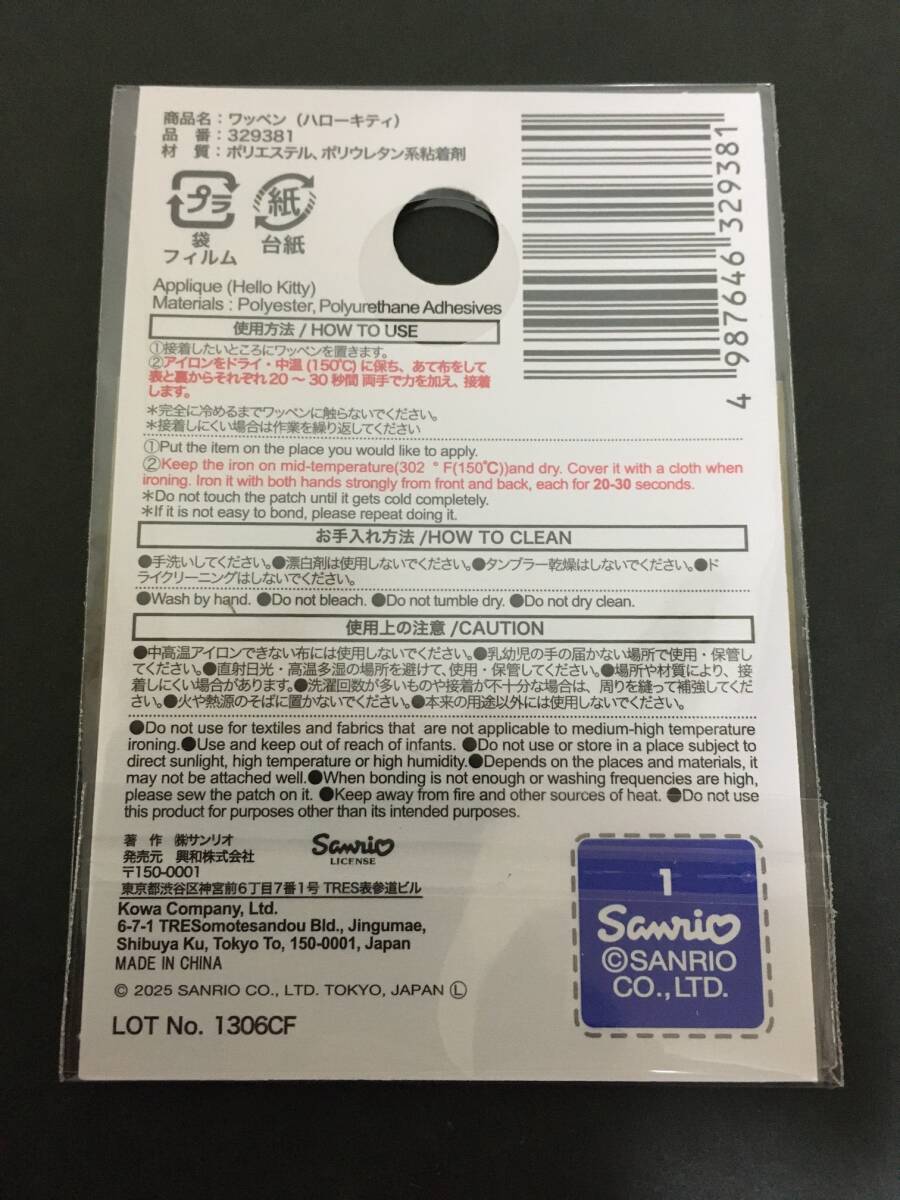 商品名：ワッペン（ハローキティ）
品　番：329381
材　質：ポリエステル、ポリウレタン系粘着剤
プラ
袋
フィルム
紙
台紙
4 987646 329381
Applique (Hello Kitty)
Materials : Polyester, Polyurethane Adhesives
使用方法 / HOW TO USE
①接着したいところにワッペンを置きます。
②アイロンをドライ・中温 (150℃) に保ち、あて布をして
表と裏からそれぞれ 20 〜 30 秒間 両手で力を加え、接着
します。
＊完全に冷めるまでワッペンに触らないでください。
＊接着しにくい場合は作業を繰り返してください
①Put the item on the place you would like to apply.
②Keep the iron on mid-temperature(302 °F(150℃))and dry. Cover it with a cloth when
ironing. Iron it with both hands strongly from front and back, each for 20-30 seconds.
＊Do not touch the patch until it gets cold completely.
＊If it is not easy to bond, please repeat doing it.
お手入れ方法 /HOW TO CLEAN
●手洗いしてください。●漂白剤は使用しないでください。●タンブラー乾燥はしないでください。●ド
ライクリーニングはしないでください。
●Wash by hand. ●Do not bleach. ●Do not tumble dry. ●Do not dry clean.
使用上の注意 /CAUTION
●中高温アイロンできない布には使用しないでください。●乳幼児の手の届かない場所で使用・保管し
てください。●直射日光・高温多湿の場所を避けて、使用・保管してください。●場所や材質により、接
着しにくい場合があります。●洗濯回数が多いものや接着が不十分な場合は、周りを縫って補強してくだ
さい。●火や熱源のそばに置かないでください。●本来の用途以外には使用しないでください。
●Do not use for textiles and fabrics that are not applicable to medium-high temperature
ironing.●Use and keep out of reach of infants. ●Do not use or store in a place subject to
direct sunlight, high temperature or high humidity.●Depends on the places and materials, it
may not be attached well.●When bonding is not enough or washing frequencies are high,
please sew the patch on it. ●Keep away from fire and other sources of heat. ●Do not use
this product for purposes other than its intended purposes.
著　作　㈱サンリオ
発売元　興和株式会社
〒150-0001
東京都渋谷区神宮前6丁目7番1号 TRES表参道ビル
Sanrio
LICENSE
Kowa Company, Ltd.
6-7-1 TRESomotesandou Bld., Jingumae,
Shibuya Ku, Tokyo To, 150-0001, Japan
MADE IN CHINA
© 2025 SANRIO CO., LTD. TOKYO, JAPAN Ⓛ
LOT No. 1306CF
1
Sanrio
©SANRIO
CO.,LTD.